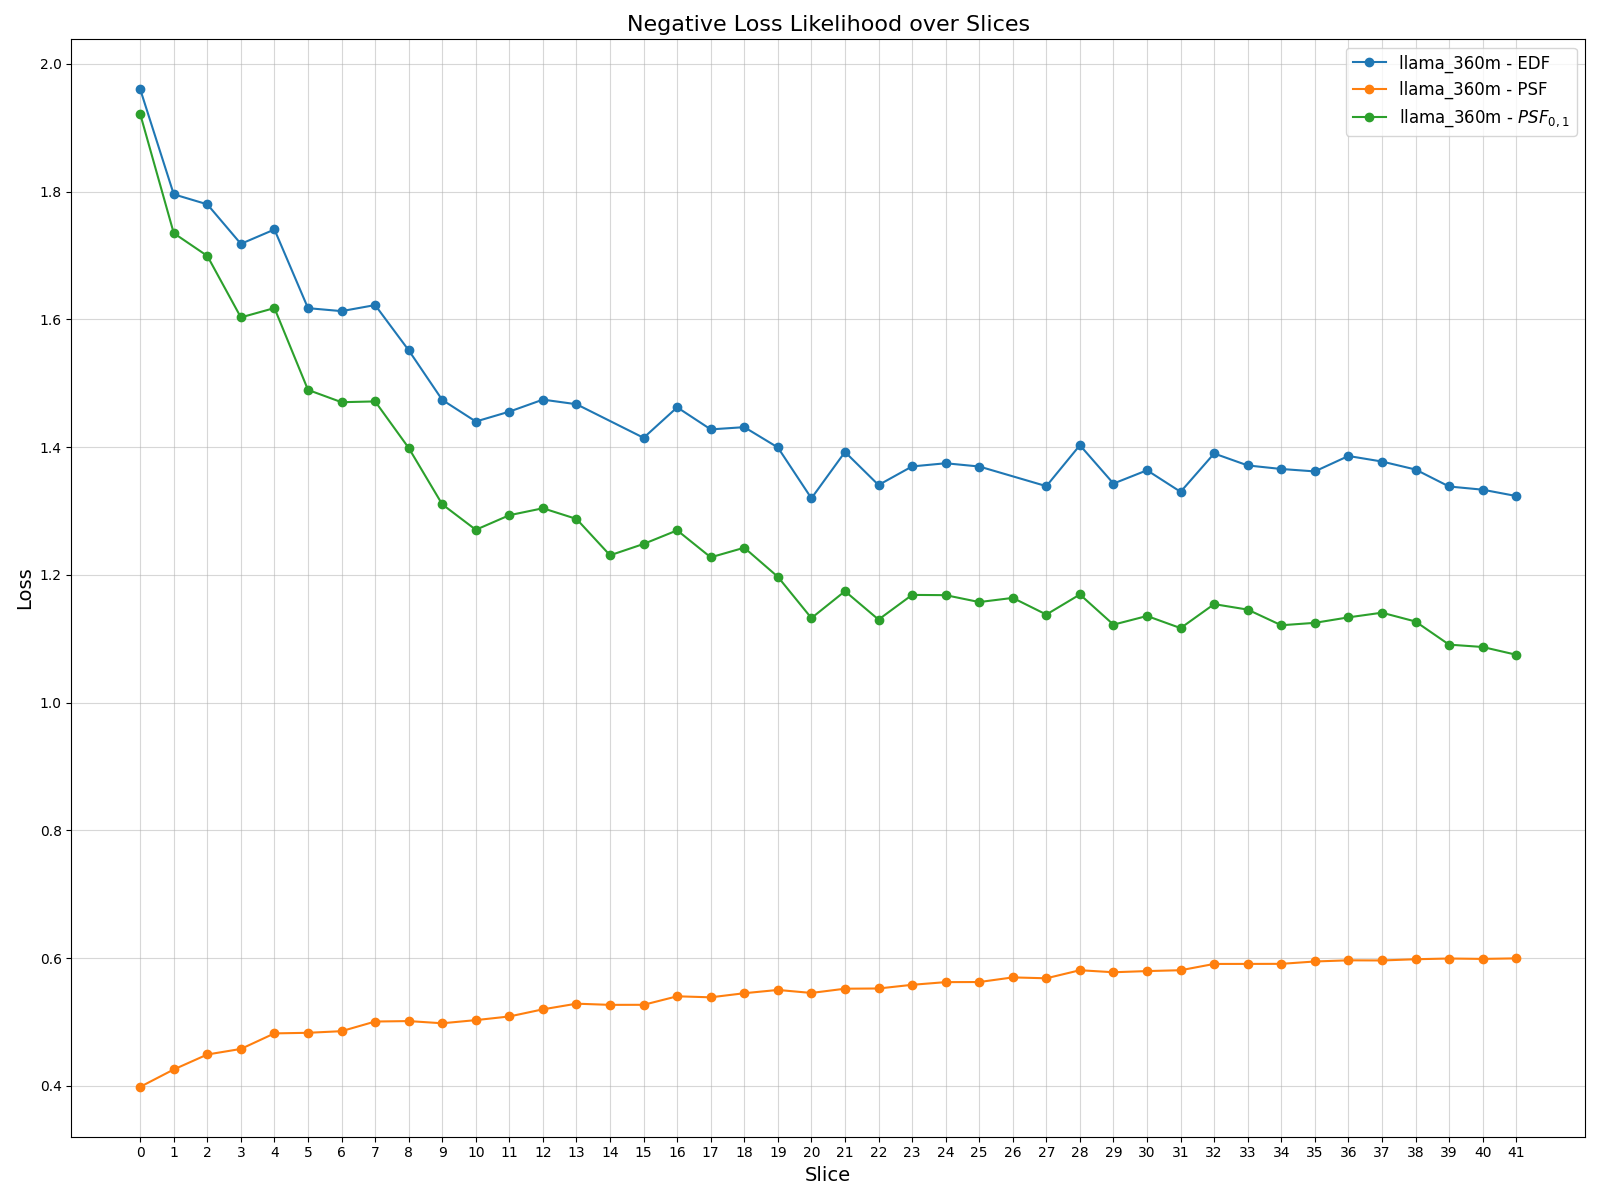 Negative Loss Likelihood over Slices
llama_360m - EDF
llama_360m - PSF
llama_360m - PSF0,1
2.0
1.8
1.6
1.4
1.2
1.0
0.8
0.6
0.4
Loss
0 1 2 3 4 5 6 7 8 9 10 11 12 13 14 15 16 17 18 19 20 21 22 23 24 25 26 27 28 29 30 31 32 33 34 35 36 37 38 39 40 41
Slice